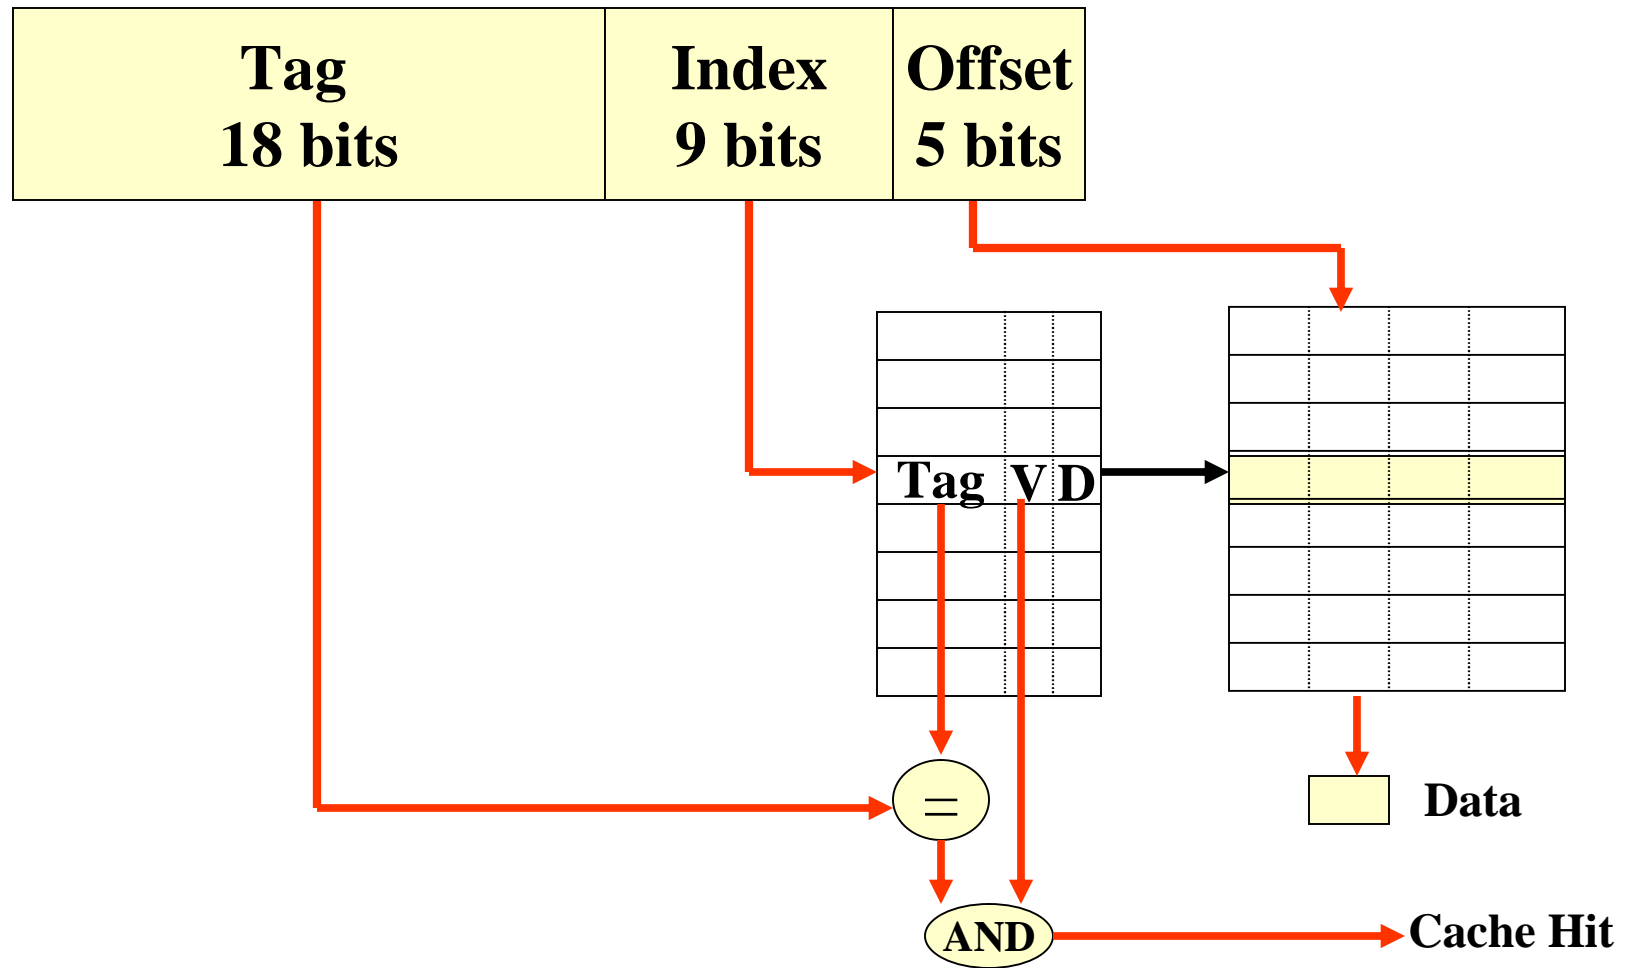 Tag
18 bits
Index
9 bits
Offset
5 bits
Tag V D
=
Data
AND
Cache Hit